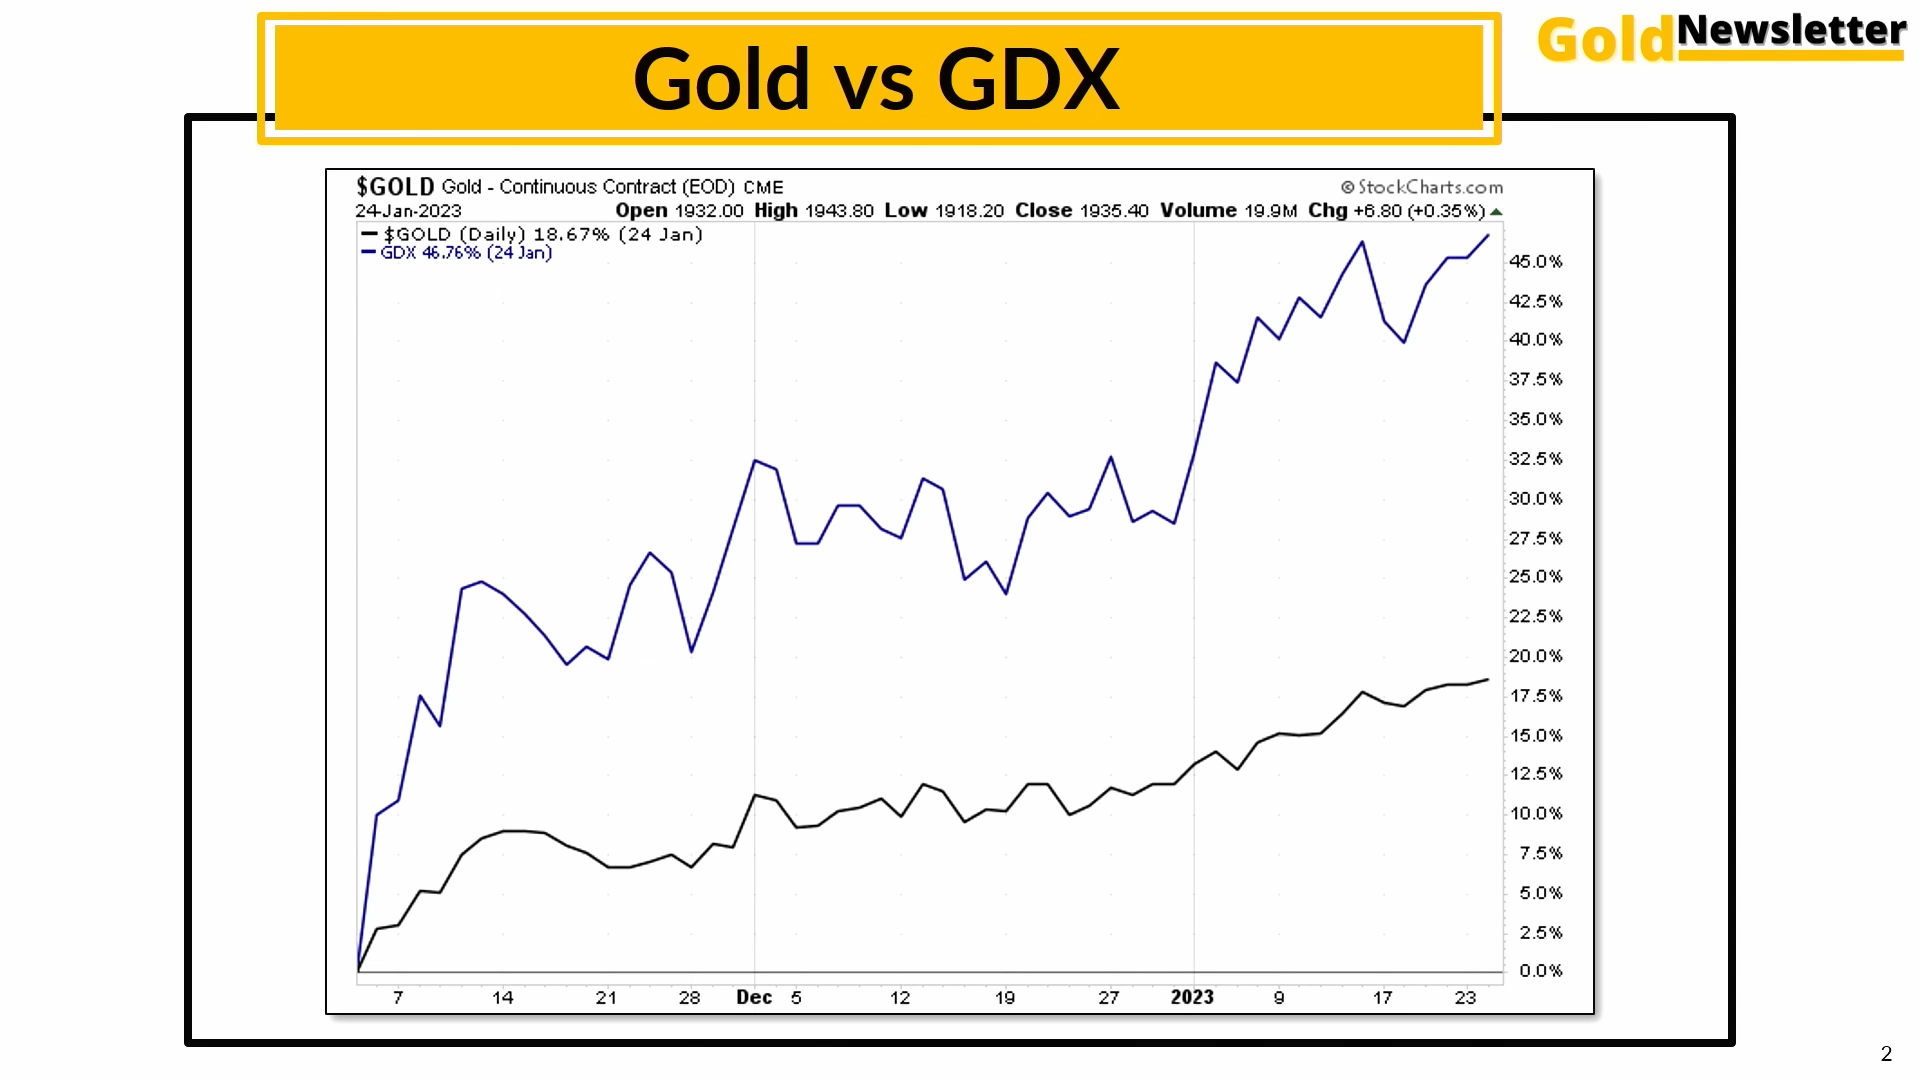 Gold vs GDX
GoldNewsletter
$GOLD Gold - Continuous Contract (EOD) CME
© StockCharts.com
24-Jan-2023
Open 1932.00 High 1943.80 Low 1918.20 Close 1935.40 Volume 19.9M Chg +6.80 (+0.35%)
$GOLD (Daily) 18.67% (24 Jan)
GDX 46.76% (24 Jan)
45.0%
42.5%
40.0%
37.5%
35.0%
32.5%
30.0%
27.5%
25.0%
22.5%
20.0%
17.5%
15.0%
12.5%
10.0%
7.5%
5.0%
2.5%
0.0%
7 14 21 28 Dec 5 12 19 27 2023 9 17 23
2